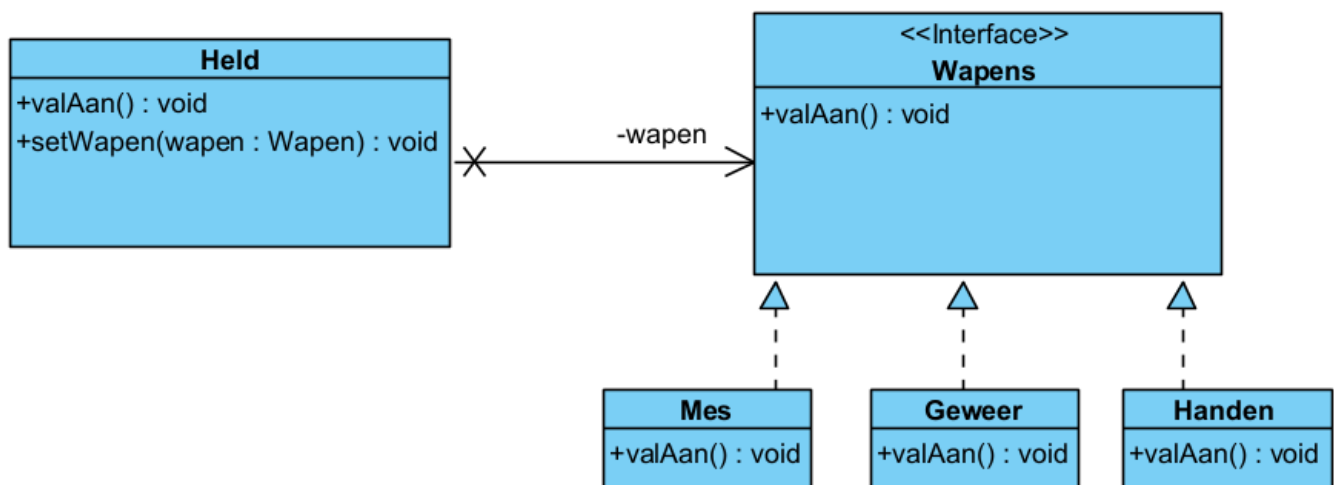 Held
+valAan() : void
+setWapen(wapen : Wapen) : void
-wapen
<<Interface>>
Wapens
+valAan() : void
Mes
+valAan() : void
Geweer
+valAan() : void
Handen
+valAan() : void